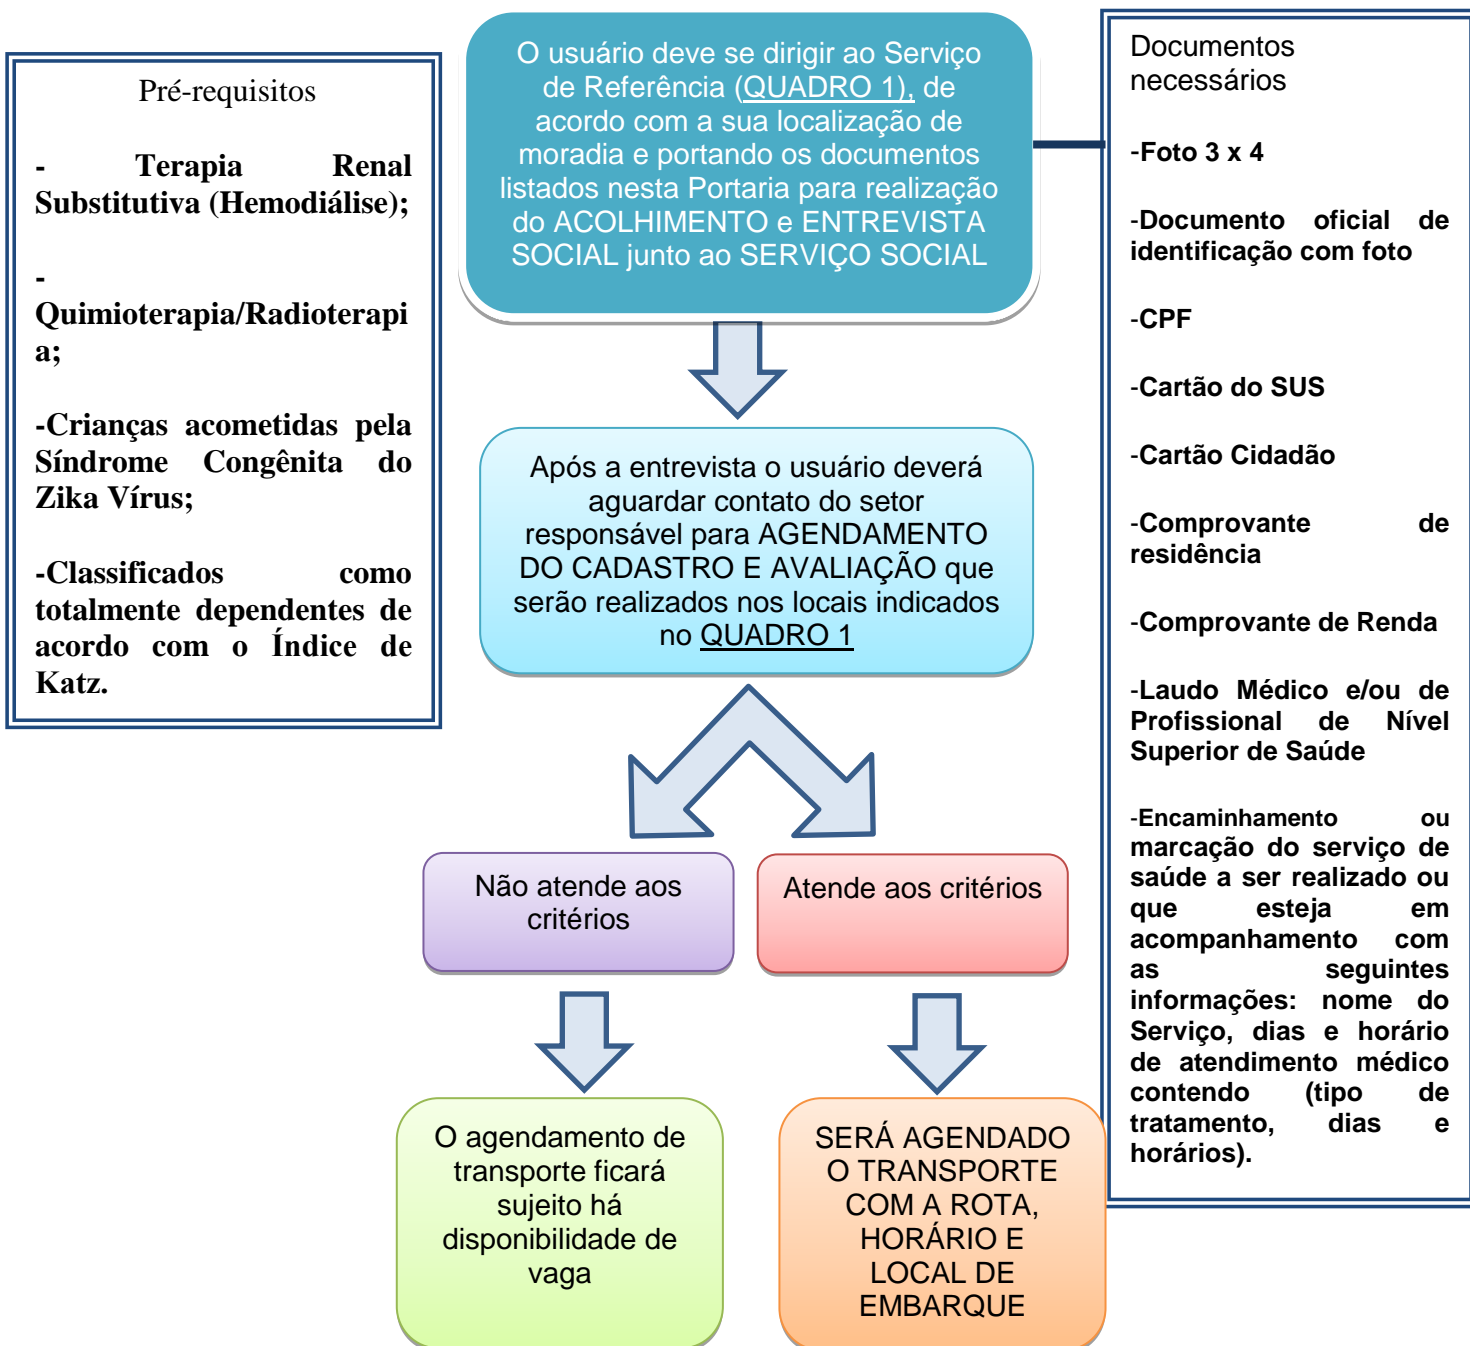 Pré-requisitos
- Terapia Renal
Substitutiva (Hemodiálise);
-
Quimioterapia/Radioterapi
a;
-Crianças acometidas pela
Síndrome Congênita do
Zika Vírus;
-Classificados como
totalmente dependentes de
acordo com o Índice de
Katz.
O usuário deve se dirigir ao Serviço
de Referência (QUADRO 1), de
acordo com a sua localização de
moradia e portando os documentos
listados nesta Portaria para realização
do ACOLHIMENTO e ENTREVISTA
SOCIAL junto ao SERVIÇO SOCIAL
Após a entrevista o usuário deverá
aguardar contato do setor
responsável para AGENDAMENTO
DO CADASTRO E AVALIAÇÃO que
serão realizados nos locais indicados
no QUADRO 1
Não atende aos
critérios
Atende aos critérios
O agendamento de
transporte ficará
sujeito há
disponibilidade de
vaga
SERÁ AGENDADO
O TRANSPORTE
COM A ROTA,
HORÁRIO E
LOCAL DE
EMBARQUE
Documentos
necessários
-Foto 3 x 4
-Documento oficial de
identificação com foto
-CPF
-Cartão do SUS
-Cartão Cidadão
-Comprovante de
residência
-Comprovante de Renda
-Laudo Médico e/ou de
Profissional de Nível
Superior de Saúde
-Encaminhamento ou
marcação do serviço de
saúde a ser realizado ou
que esteja em
acompanhamento com
as seguintes
informações: nome do
Serviço, dias e horário
de atendimento médico
contendo (tipo de
tratamento, dias e
horários).